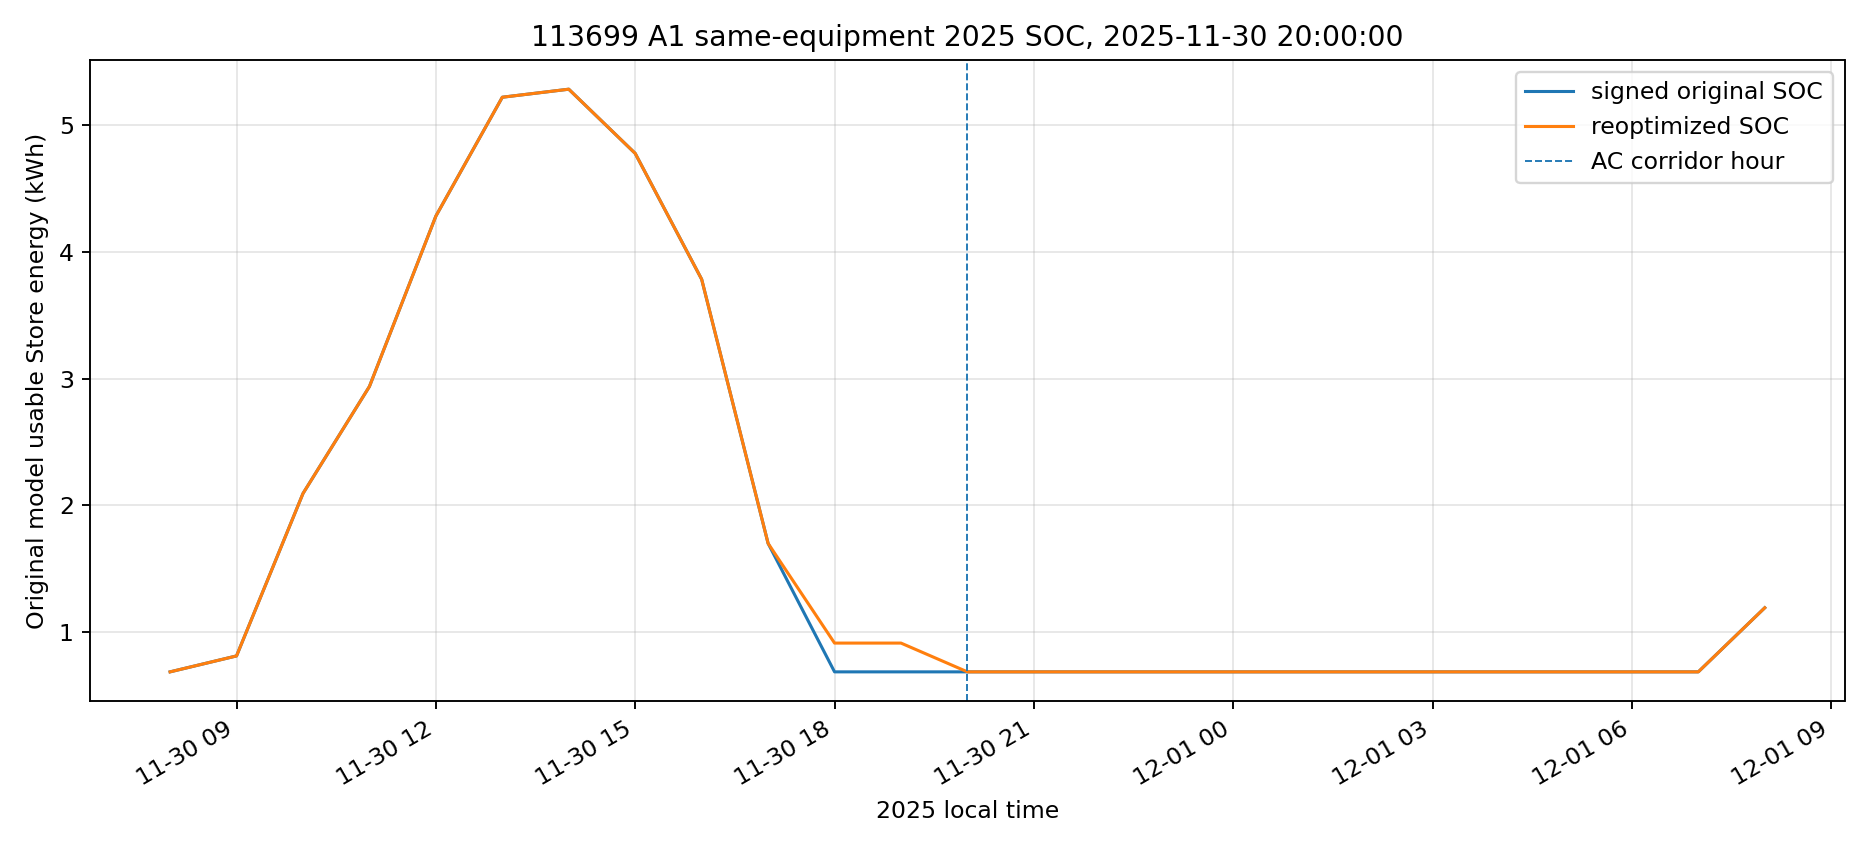 113699 A1 same-equipment 2025 SOC, 2025-11-30 20:00:00
signed original SOC
reoptimized SOC
AC corridor hour
Original model usable Store energy (kWh)
5
4
3
2
1
11-30 09
11-30 12
11-30 15
11-30 18
11-30 21
12-01 00
12-01 03
12-01 06
12-01 09
2025 local time